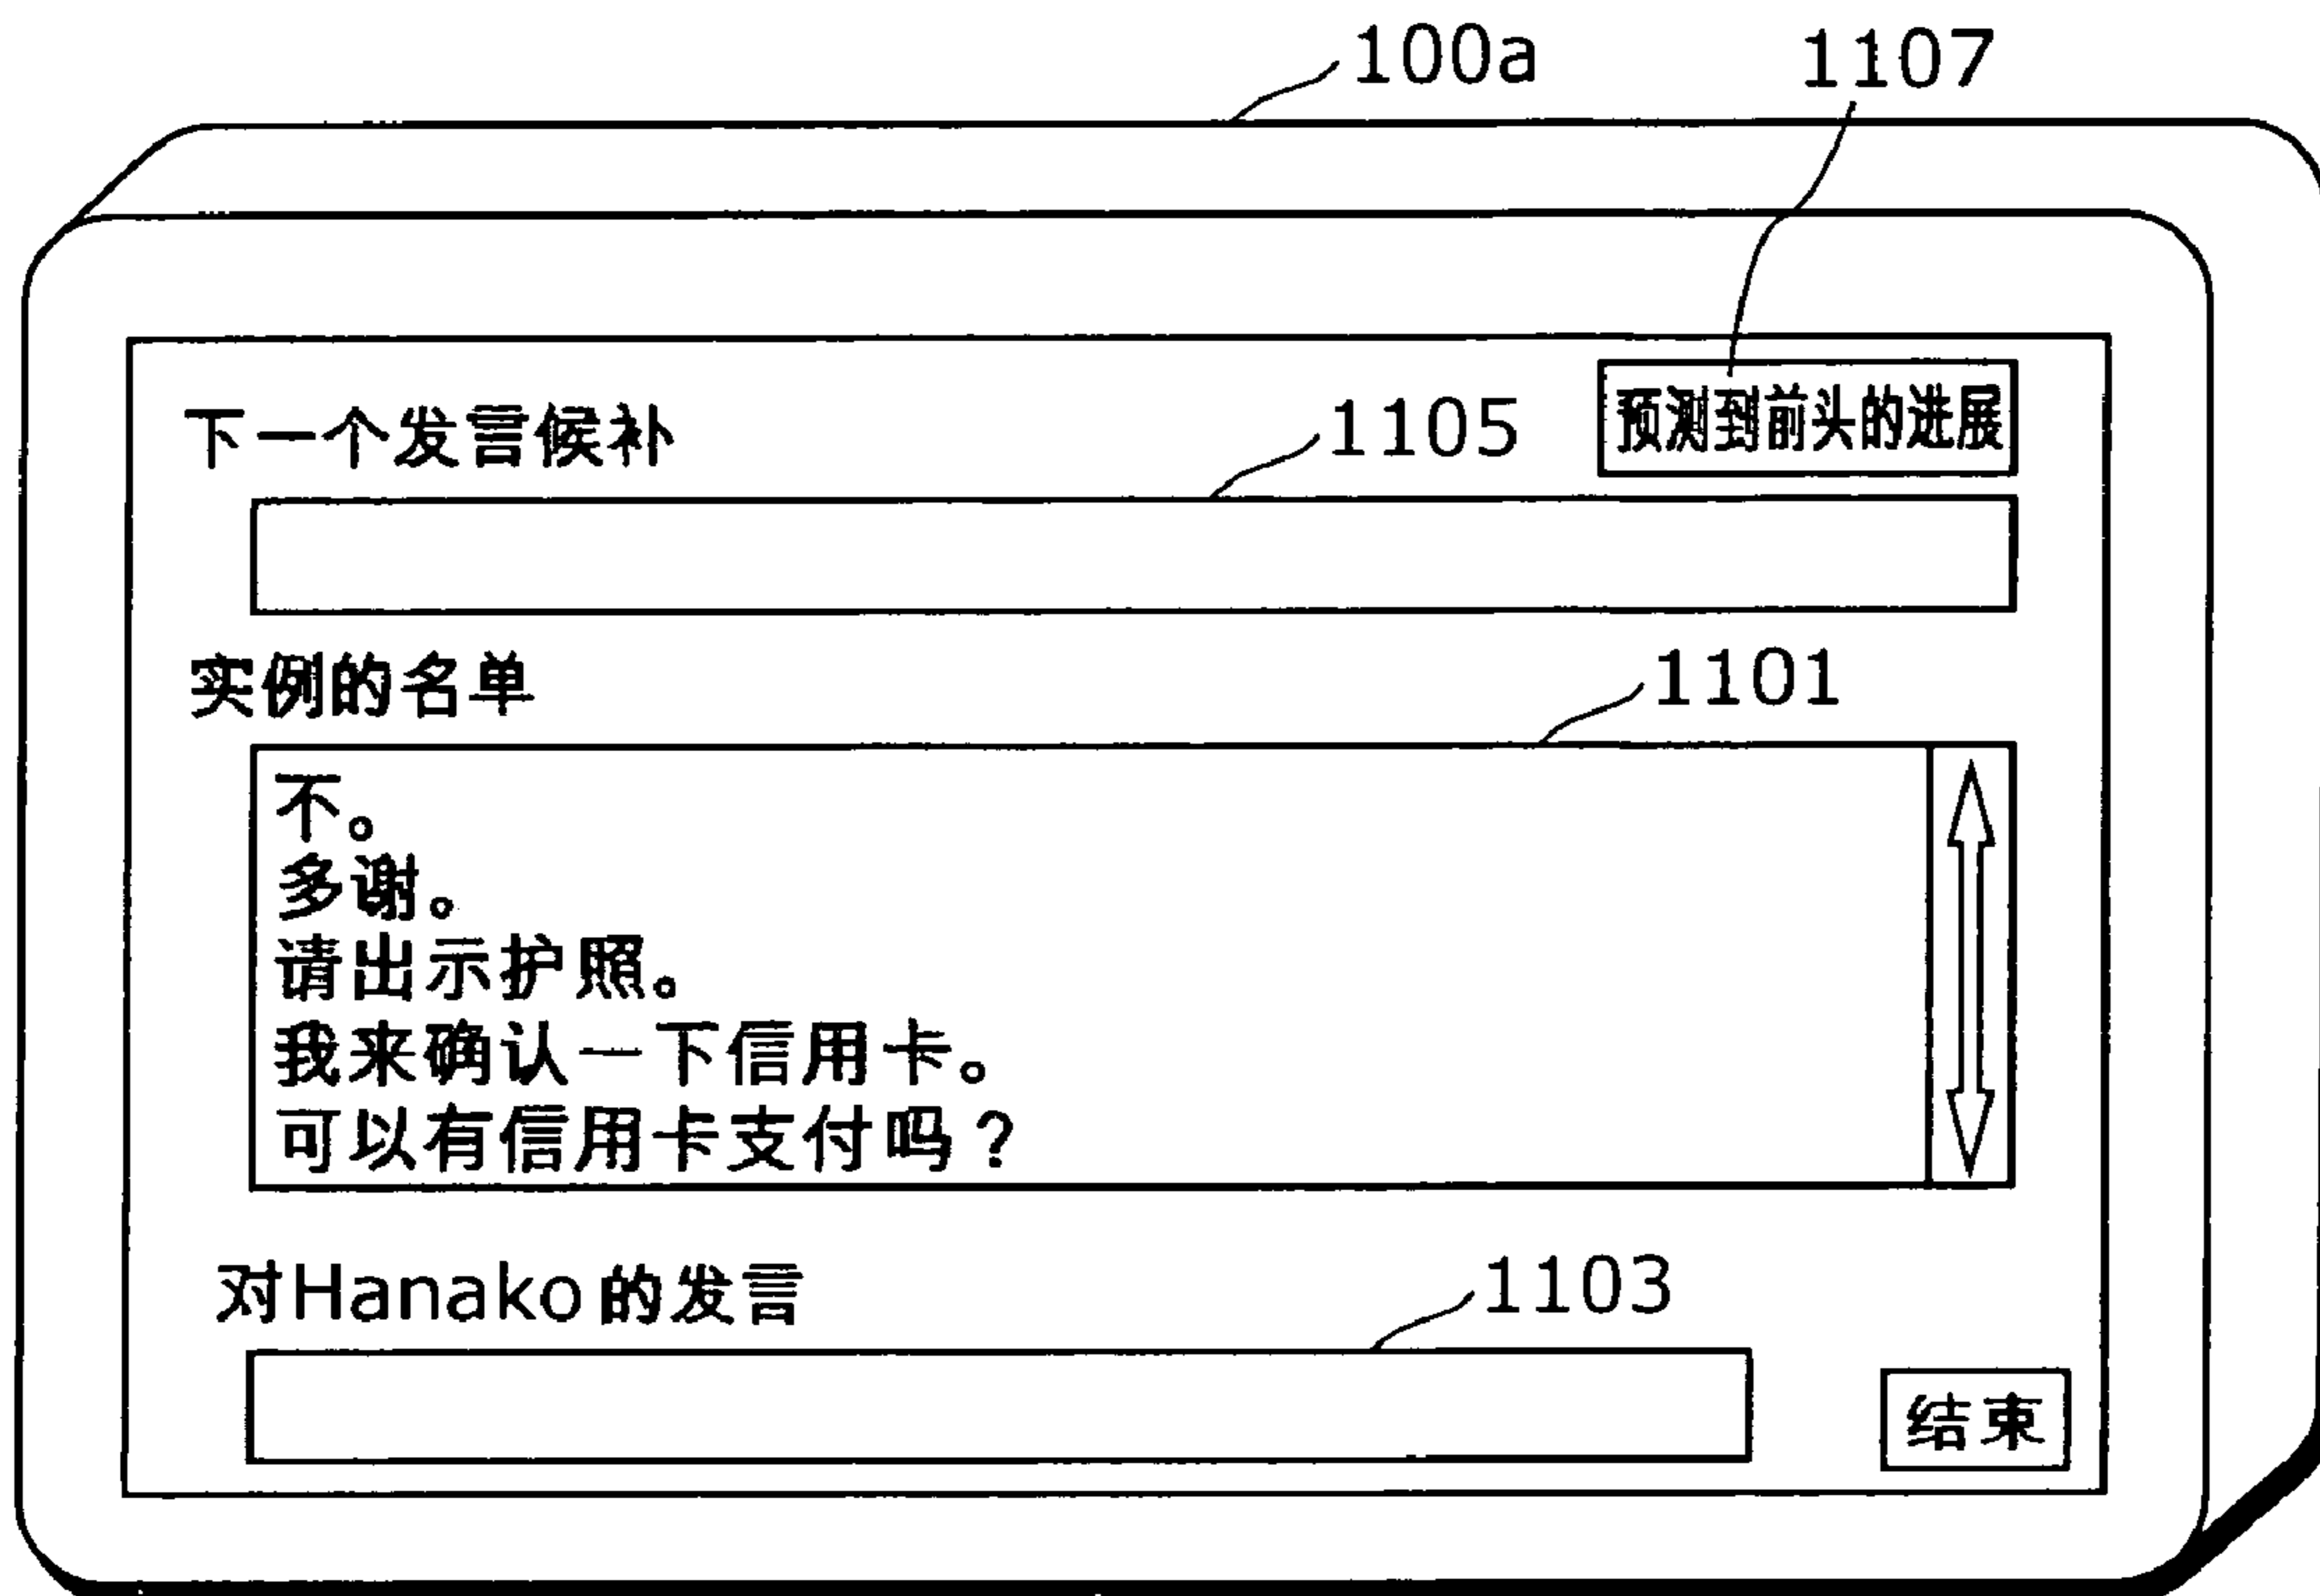 100a
1107
预测到前头的进展
下一个发言候补
1105
实例的名单
1101
不。
多谢。
请出示护照。
我来确认一下信用卡。
可以有信用卡支付吗？
对Hanako的发言
1103
结束